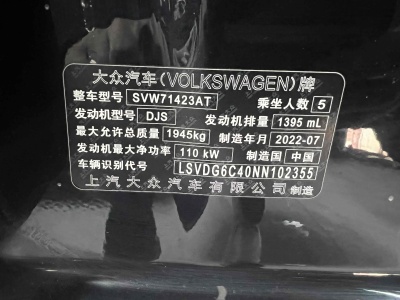 大众汽车(VOLKSWAGEN)牌
整车型号 SVW71423AT 乘坐人数 5
发动机型号 DJS 发动机排量 1395 mL
最大允许总质量 1945kg 制造年月 2022-07
发动机最大净功率 110 kW 制造国 中国
车辆识别代号 LSVDG6C40NN102355
上汽大众汽车有限公司 制造